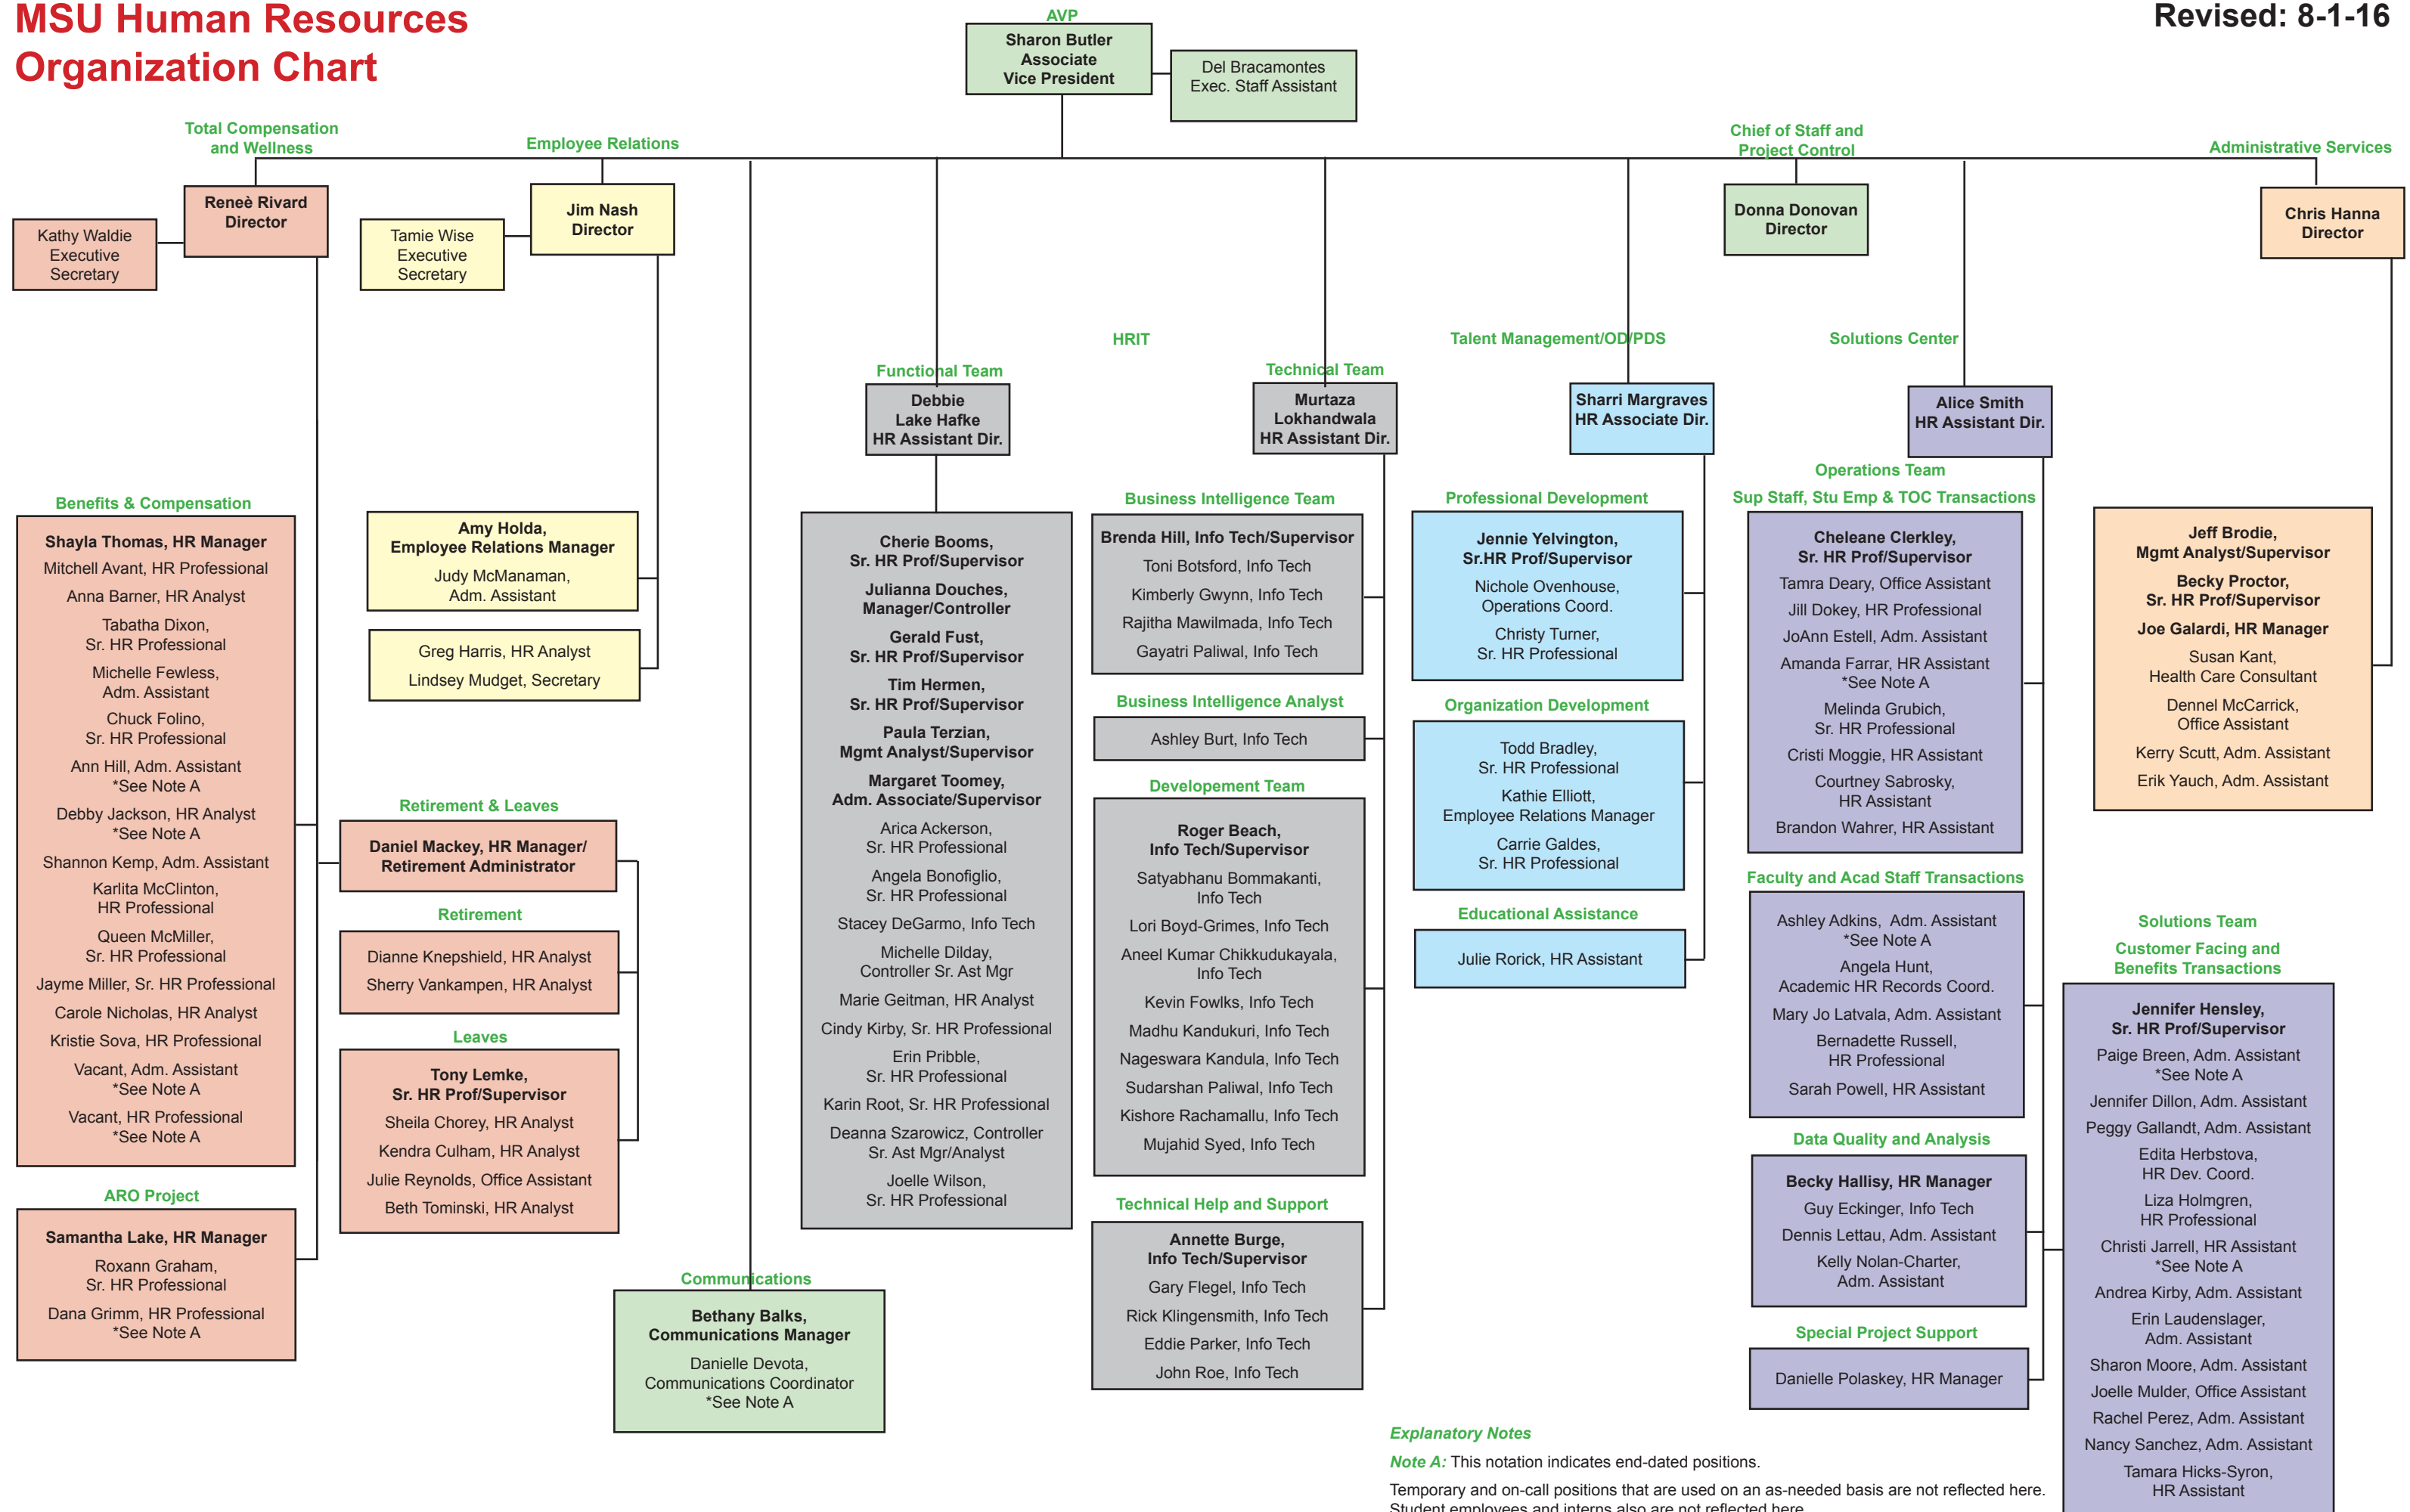 MSU Human Resources
Organization Chart
Revised: 8-1-16
AVP
Sharon Butler
Associate
Vice President
Del Bracamontes
Exec. Staff Assistant
Total Compensation
and Wellness
Reneè Rivard
Director
Kathy Waldie
Executive
Secretary
Employee Relations
Jim Nash
Director
Tamie Wise
Executive
Secretary
Chief of Staff and
Project Control
Donna Donovan
Director
Administrative Services
Chris Hanna
Director
HRIT
Talent Management/OD/PDS
Solutions Center
Functional Team
Debbie
Lake Hafke
HR Assistant Dir.
Technical Team
Murtaza
Lokhandwala
HR Assistant Dir.
Sharri Margraves
HR Associate Dir.
Alice Smith
HR Assistant Dir.
Benefits & Compensation
Shayla Thomas, HR Manager
Mitchell Avant, HR Professional
Anna Barner, HR Analyst
Tabatha Dixon,
Sr. HR Professional
Michelle Fewless,
Adm. Assistant
Chuck Folino,
Sr. HR Professional
Ann Hill, Adm. Assistant
*See Note A
Debby Jackson, HR Analyst
*See Note A
Shannon Kemp, Adm. Assistant
Karlita McClinton,
HR Professional
Queen McMiller,
Sr. HR Professional
Jayme Miller, Sr. HR Professional
Carole Nicholas, HR Analyst
Kristie Sova, HR Professional
Vacant, Adm. Assistant
*See Note A
Vacant, HR Professional
*See Note A
ARO Project
Samantha Lake, HR Manager
Roxann Graham,
Sr. HR Professional
Dana Grimm, HR Professional
*See Note A
Retirement & Leaves
Daniel Mackey, HR Manager/
Retirement Administrator
Retirement
Dianne Knepshield, HR Analyst
Sherry Vankampen, HR Analyst
Leaves
Tony Lemke,
Sr. HR Prof/Supervisor
Sheila Chorey, HR Analyst
Kendra Culham, HR Analyst
Julie Reynolds, Office Assistant
Beth Tominski, HR Analyst
Amy Holda,
Employee Relations Manager
Judy McManaman,
Adm. Assistant
Greg Harris, HR Analyst
Lindsey Mudget, Secretary
Communications
Bethany Balks,
Communications Manager
Danielle Devota,
Communications Coordinator
*See Note A
Cherie Booms,
Sr. HR Prof/Supervisor
Julianna Douches,
Manager/Controller
Gerald Fust,
Sr. HR Prof/Supervisor
Tim Hermen,
Sr. HR Prof/Supervisor
Paula Terzian,
Mgmt Analyst/Supervisor
Margaret Toomey,
Adm. Associate/Supervisor
Arica Ackerson,
Sr. HR Professional
Angela Bonofiglio,
Sr. HR Professional
Stacey DeGarmo, Info Tech
Michelle Dilday,
Controller Sr. Ast Mgr
Marie Geitman, HR Analyst
Cindy Kirby, Sr. HR Professional
Erin Pribble,
Sr. HR Professional
Karin Root, Sr. HR Professional
Deanna Szarowicz, Controller
Sr. Ast Mgr/Analyst
Joelle Wilson,
Sr. HR Professional
Business Intelligence Team
Brenda Hill, Info Tech/Supervisor
Toni Botsford, Info Tech
Kimberly Gwynn, Info Tech
Rajitha Mawilmada, Info Tech
Gayatri Paliwal, Info Tech
Business Intelligence Analyst
Ashley Burt, Info Tech
Developement Team
Roger Beach,
Info Tech/Supervisor
Satyabhanu Bommakanti,
Info Tech
Lori Boyd-Grimes, Info Tech
Aneel Kumar Chikkudukayala,
Info Tech
Kevin Fowlks, Info Tech
Madhu Kandukuri, Info Tech
Nageswara Kandula, Info Tech
Sudarshan Paliwal, Info Tech
Kishore Rachamallu, Info Tech
Mujahid Syed, Info Tech
Technical Help and Support
Annette Burge,
Info Tech/Supervisor
Gary Flegel, Info Tech
Rick Klingensmith, Info Tech
Eddie Parker, Info Tech
John Roe, Info Tech
Professional Development
Jennie Yelvington,
Sr.HR Prof/Supervisor
Nichole Ovenhouse,
Operations Coord.
Christy Turner,
Sr. HR Professional
Organization Development
Todd Bradley,
Sr. HR Professional
Kathie Elliott,
Employee Relations Manager
Carrie Galdes,
Sr. HR Professional
Educational Assistance
Julie Rorick, HR Assistant
Operations Team
Sup Staff, Stu Emp & TOC Transactions
Cheleane Clerkley,
Sr. HR Prof/Supervisor
Tamra Deary, Office Assistant
Jill Dokey, HR Professional
JoAnn Estell, Adm. Assistant
Amanda Farrar, HR Assistant
*See Note A
Melinda Grubich,
Sr. HR Professional
Cristi Moggie, HR Assistant
Courtney Sabrosky,
HR Assistant
Brandon Wahrer, HR Assistant
Faculty and Acad Staff Transactions
Ashley Adkins, Adm. Assistant
*See Note A
Angela Hunt,
Academic HR Records Coord.
Mary Jo Latvala, Adm. Assistant
Bernadette Russell,
HR Professional
Sarah Powell, HR Assistant
Data Quality and Analysis
Becky Hallisy, HR Manager
Guy Eckinger, Info Tech
Dennis Lettau, Adm. Assistant
Kelly Nolan-Charter,
Adm. Assistant
Special Project Support
Danielle Polaskey, HR Manager
Jeff Brodie,
Mgmt Analyst/Supervisor
Becky Proctor,
Sr. HR Prof/Supervisor
Joe Galardi, HR Manager
Susan Kant,
Health Care Consultant
Dennel McCarrick,
Office Assistant
Kerry Scutt, Adm. Assistant
Erik Yauch, Adm. Assistant
Solutions Team
Customer Facing and
Benefits Transactions
Jennifer Hensley,
Sr. HR Prof/Supervisor
Paige Breen, Adm. Assistant
*See Note A
Jennifer Dillon, Adm. Assistant
Peggy Gallandt, Adm. Assistant
Edita Herbstova,
HR Dev. Coord.
Liza Holmgren,
HR Professional
Christi Jarrell, HR Assistant
*See Note A
Andrea Kirby, Adm. Assistant
Erin Laudenslager,
Adm. Assistant
Sharon Moore, Adm. Assistant
Joelle Mulder, Office Assistant
Rachel Perez, Adm. Assistant
Nancy Sanchez, Adm. Assistant
Tamara Hicks-Syron,
HR Assistant
Explanatory Notes
Note A: This notation indicates end-dated positions.
Temporary and on-call positions that are used on an as-needed basis are not reflected here.
Student employees and interns also are not reflected here